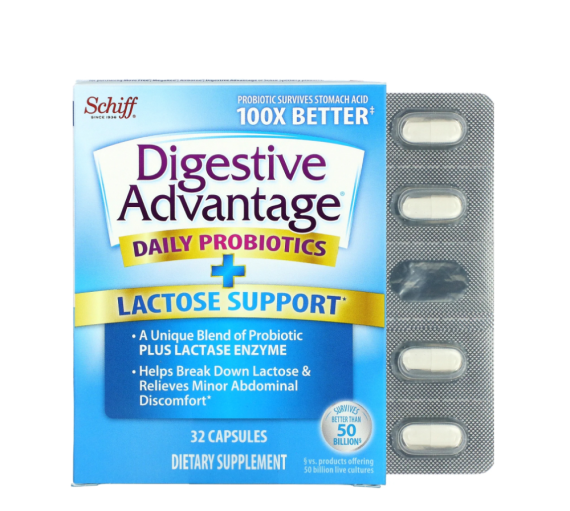 Schiff®
SINCE 1936
PROBIOTIC SURVIVES STOMACH ACID
100X BETTER‡
Digestive
Advantage®
DAILY PROBIOTICS
+
LACTOSE SUPPORT*
• A Unique Blend of Probiotic
PLUS LACTASE ENZYME
• Helps Break Down Lactose &
Relieves Minor Abdominal
Discomfort*
SURVIVES
BETTER THAN
50
BILLION§
32 CAPSULES
DIETARY SUPPLEMENT
§ vs. products offering
50 billion live cultures